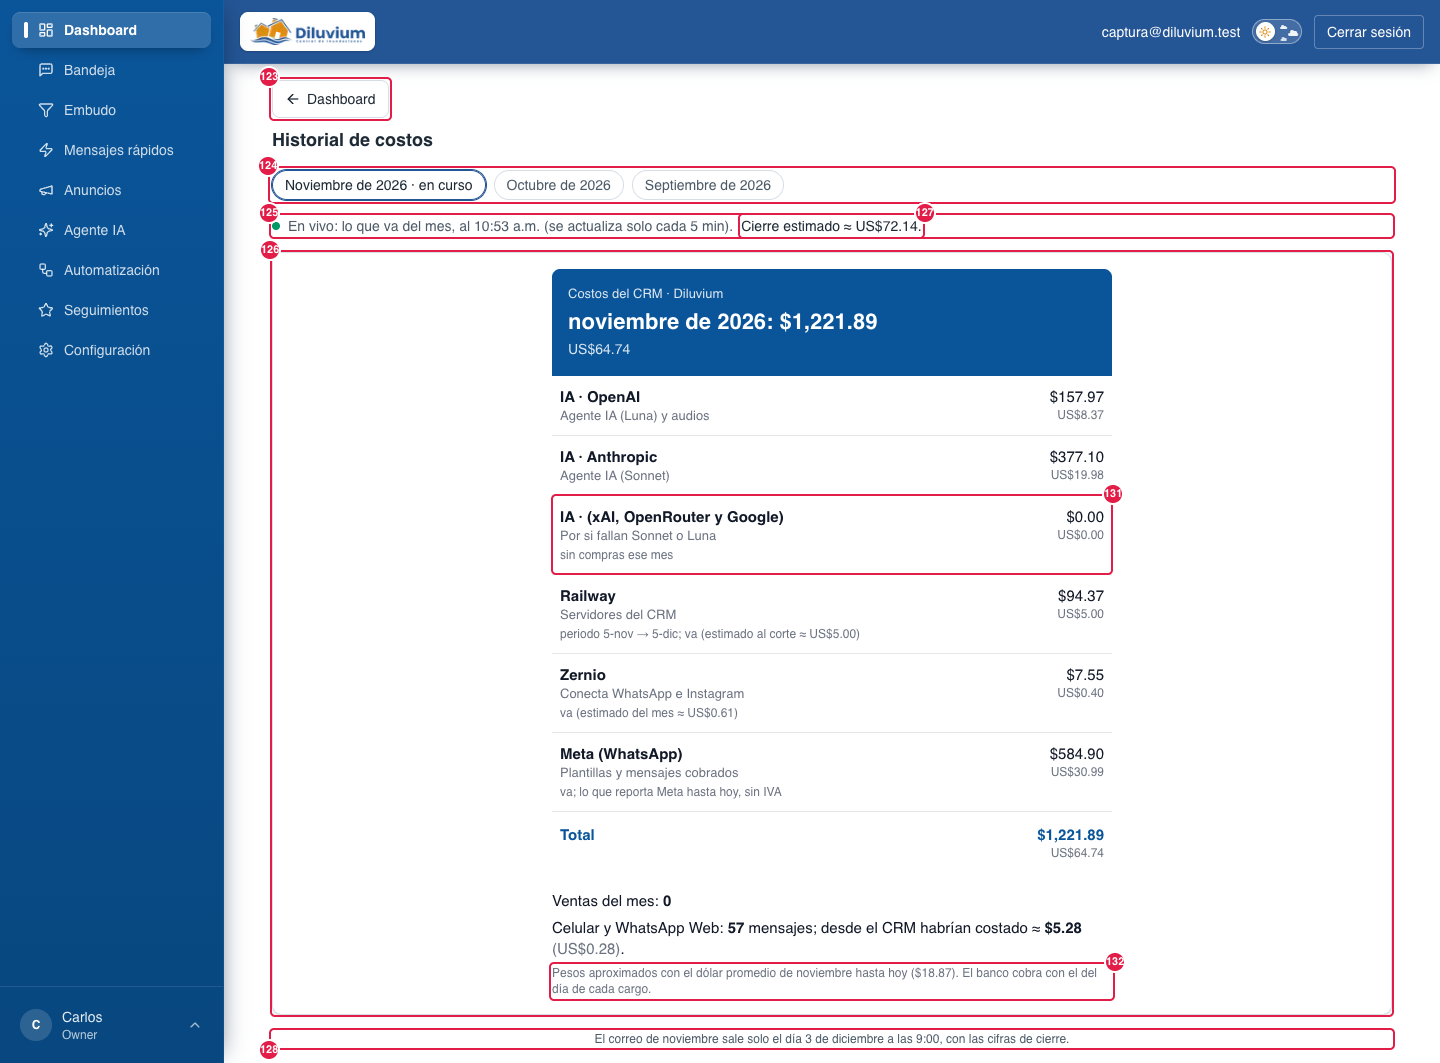 Dashboard
Bandeja
Embudo
Mensajes rápidos
Anuncios
Agente IA
Automatización
Seguimientos
Configuración
C
Carlos
Owner
Diluvium
captura@diluvium.test
Cerrar sesión
123
Dashboard
Historial de costos
124
Noviembre de 2026 · en curso
Octubre de 2026
Septiembre de 2026
125
127
En vivo: lo que va del mes, al 10:53 a.m. (se actualiza solo cada 5 min). Cierre estimado ≈ US$72.14.
126
Costos del CRM · Diluvium
noviembre de 2026: $1,221.89
US$64.74
IA · OpenAI $157.97
Agente IA (Luna) y audios US$8.37
IA · Anthropic $377.10
Agente IA (Sonnet) US$19.98
131
IA · (xAI, OpenRouter y Google) $0.00
Por si fallan Sonnet o Luna US$0.00
sin compras ese mes
Railway $94.37
Servidores del CRM US$5.00
periodo 5-nov → 5-dic; va (estimado al corte ≈ US$5.00)
Zernio $7.55
Conecta WhatsApp e Instagram US$0.40
va (estimado del mes ≈ US$0.61)
Meta (WhatsApp) $584.90
Plantillas y mensajes cobrados US$30.99
va; lo que reporta Meta hasta hoy, sin IVA
Total $1,221.89
US$64.74
Ventas del mes: 0
Celular y WhatsApp Web: 57 mensajes; desde el CRM habrían costado ≈ $5.28
(US$0.28).
132
Pesos aproximados con el dólar promedio de noviembre hasta hoy ($18.87). El banco cobra con el del
día de cada cargo.
El correo de noviembre sale solo el día 3 de diciembre a las 9:00, con las cifras de cierre.
128